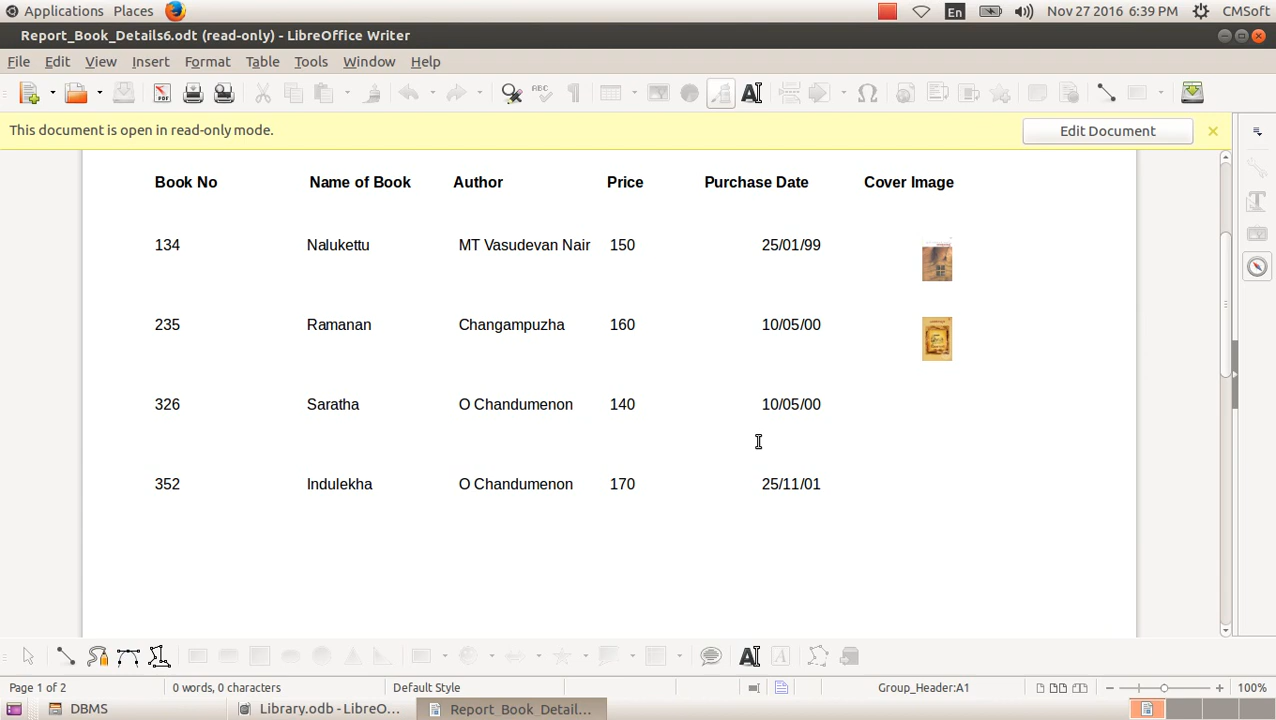 Applications Places En Nov 27 2016 6:39 PM CMSoft
Report_Book_Details6.odt (read-only) - LibreOffice Writer
File Edit View Insert Format Table Tools Window Help
This document is open in read-only mode. Edit Document
Book No Name of Book Author Price Purchase Date Cover Image
134 Nalukettu MT Vasudevan Nair 150 25/01/99
235 Ramanan Changampuzha 160 10/05/00
326 Saratha O Chandumenon 140 10/05/00
352 Indulekha O Chandumenon 170 25/11/01
Page 1 of 2 0 words, 0 characters Default Style Group_Header:A1 100%
DBMS Library.odb - LibreO... Report_Book_Detail...